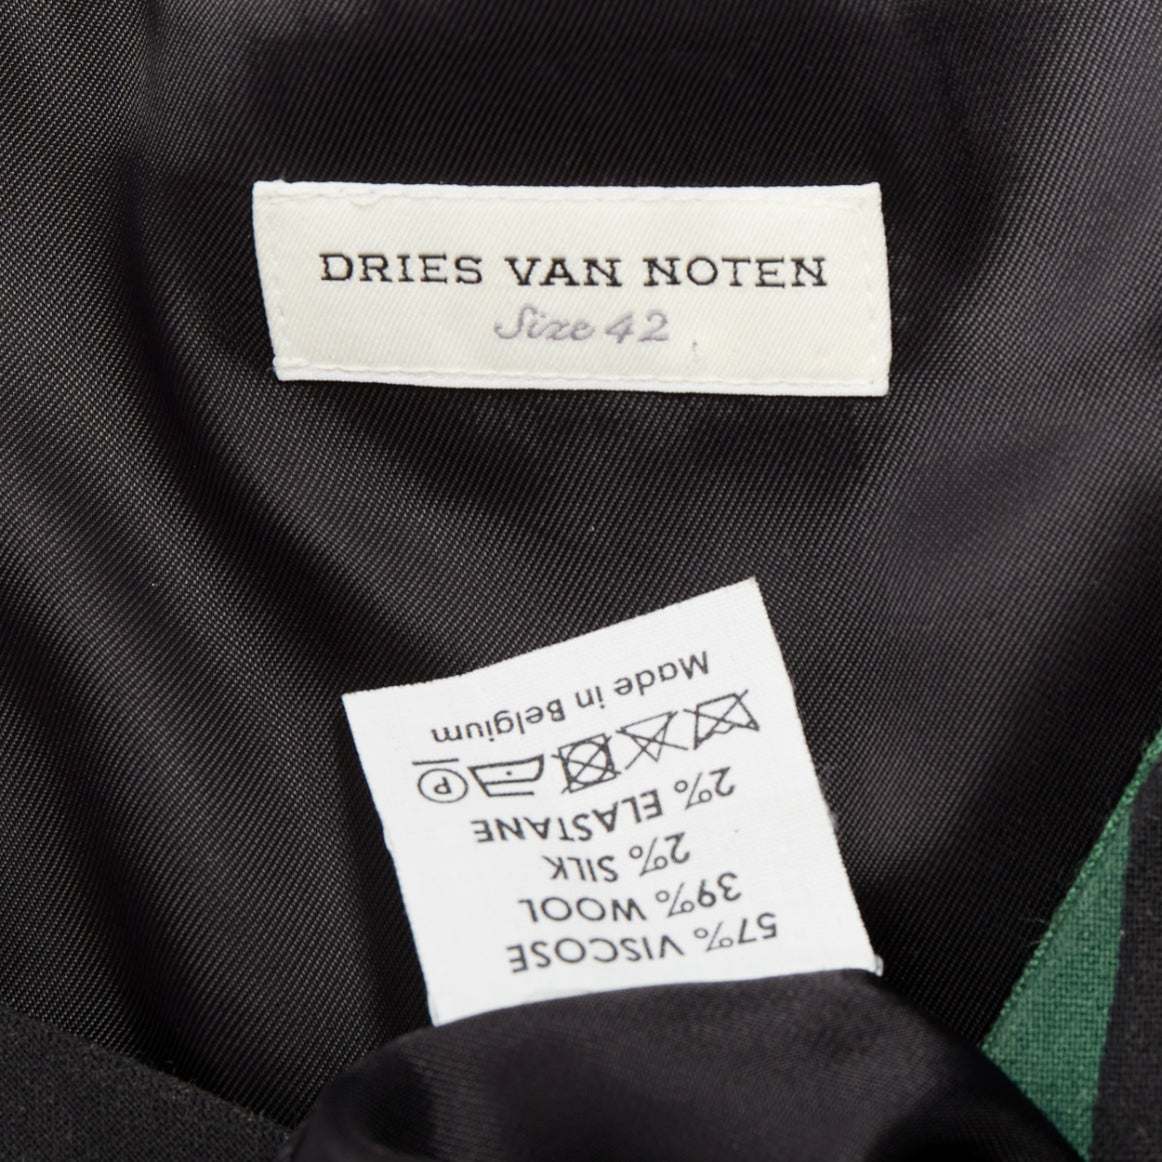 DRIES VAN NOTEN
Size 42
57% VISCOSE
39% WOOL
2% SILK
2% ELASTANE
P
Made in Belgium